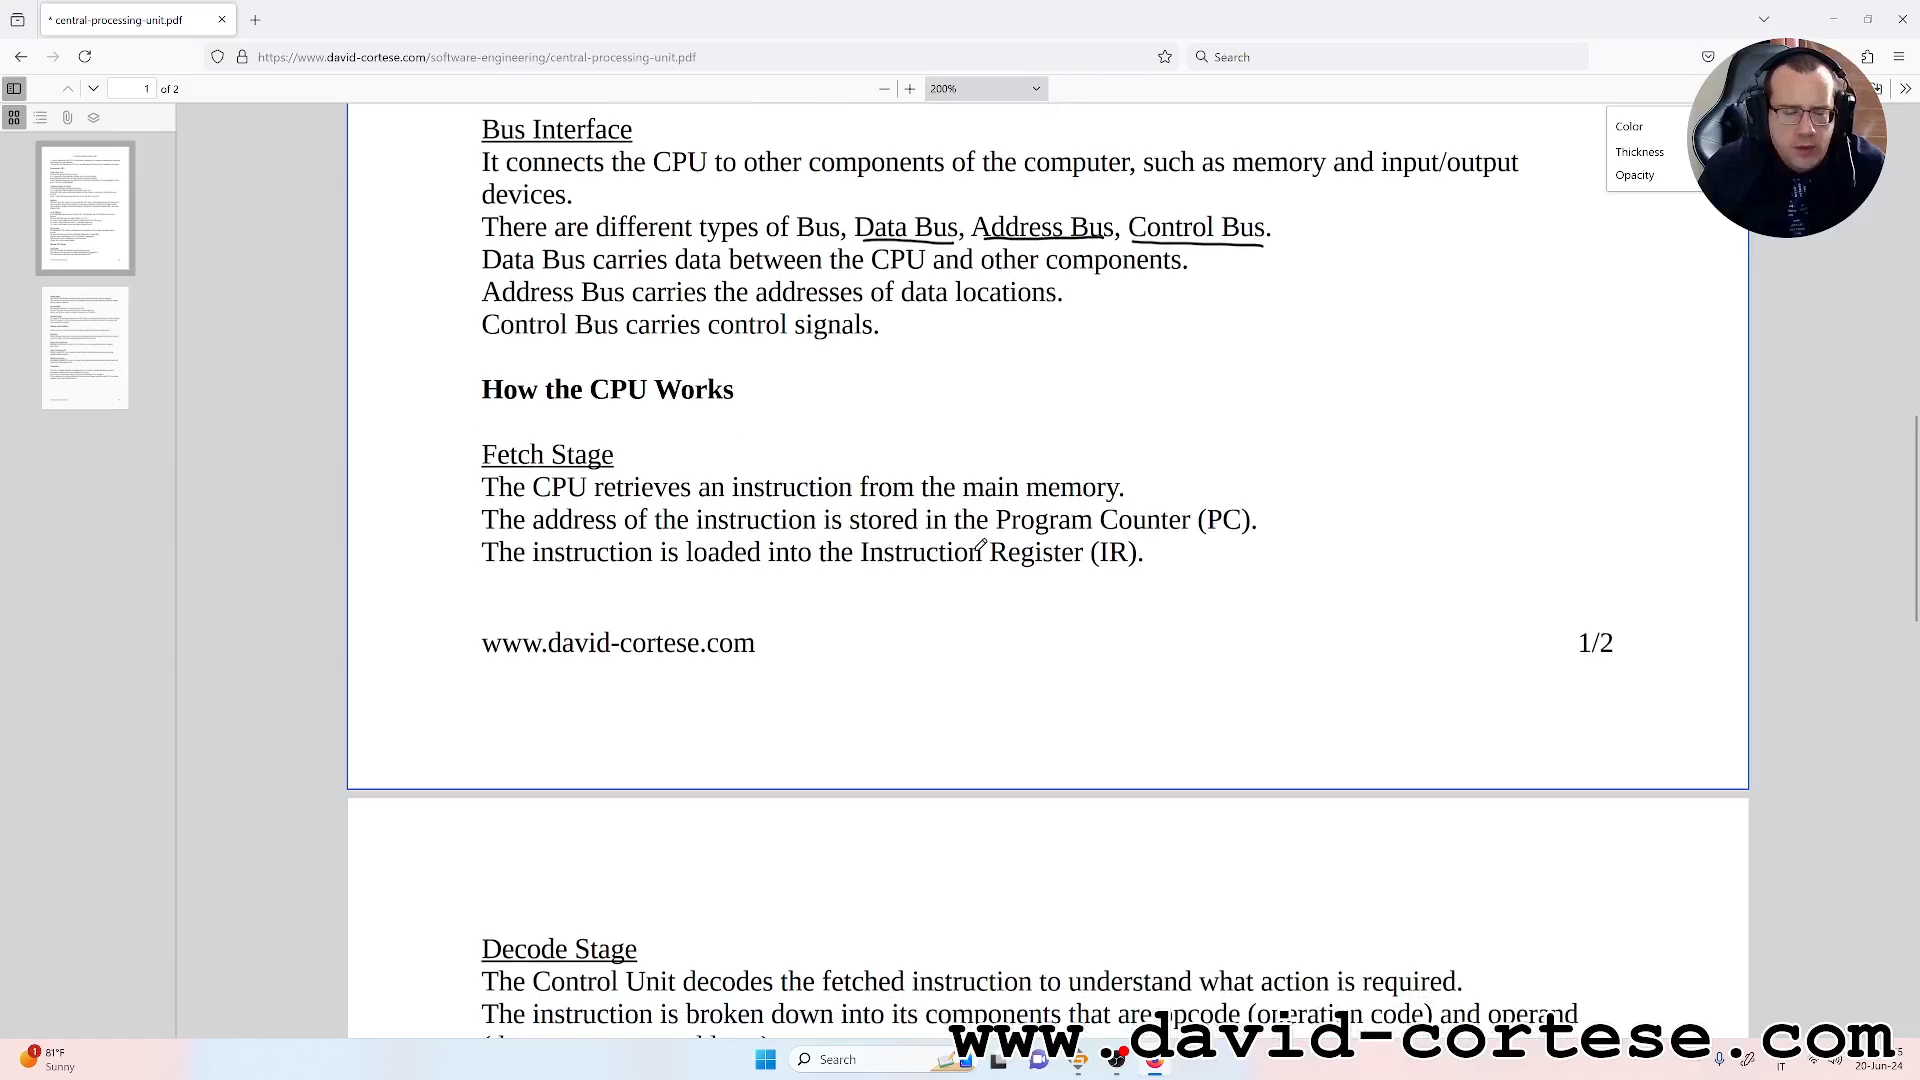 * central-processing-unit.pdf
https://www.david-cortese.com/software-engineering/central-processing-unit.pdf
Search
1 of 2
200%
Color
Thickness
Opacity
Bus Interface
It connects the CPU to other components of the computer, such as memory and input/output
devices.
There are different types of Bus, Data Bus, Address Bus, Control Bus.
Data Bus carries data between the CPU and other components.
Address Bus carries the addresses of data locations.
Control Bus carries control signals.
How the CPU Works
Fetch Stage
The CPU retrieves an instruction from the main memory.
The address of the instruction is stored in the Program Counter (PC).
The instruction is loaded into the Instruction Register (IR).
www.david-cortese.com 1/2
Decode Stage
The Control Unit decodes the fetched instruction to understand what action is required.
The instruction is broken down into its components that are opcode (operation code) and operand
www.david-cortese.com
1
81°F
Sunny
Search
IT
20-Jun-24